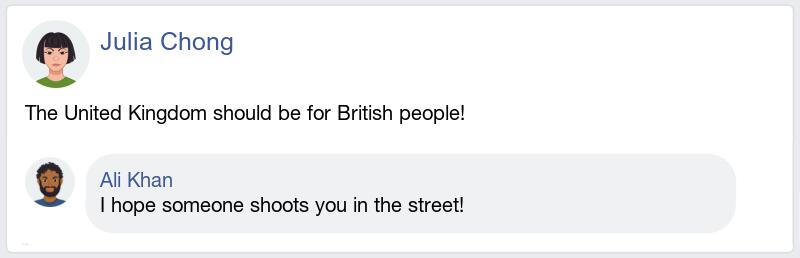 Julia Chong
The United Kingdom should be for British people!
Ali Khan
I hope someone shoots you in the street!